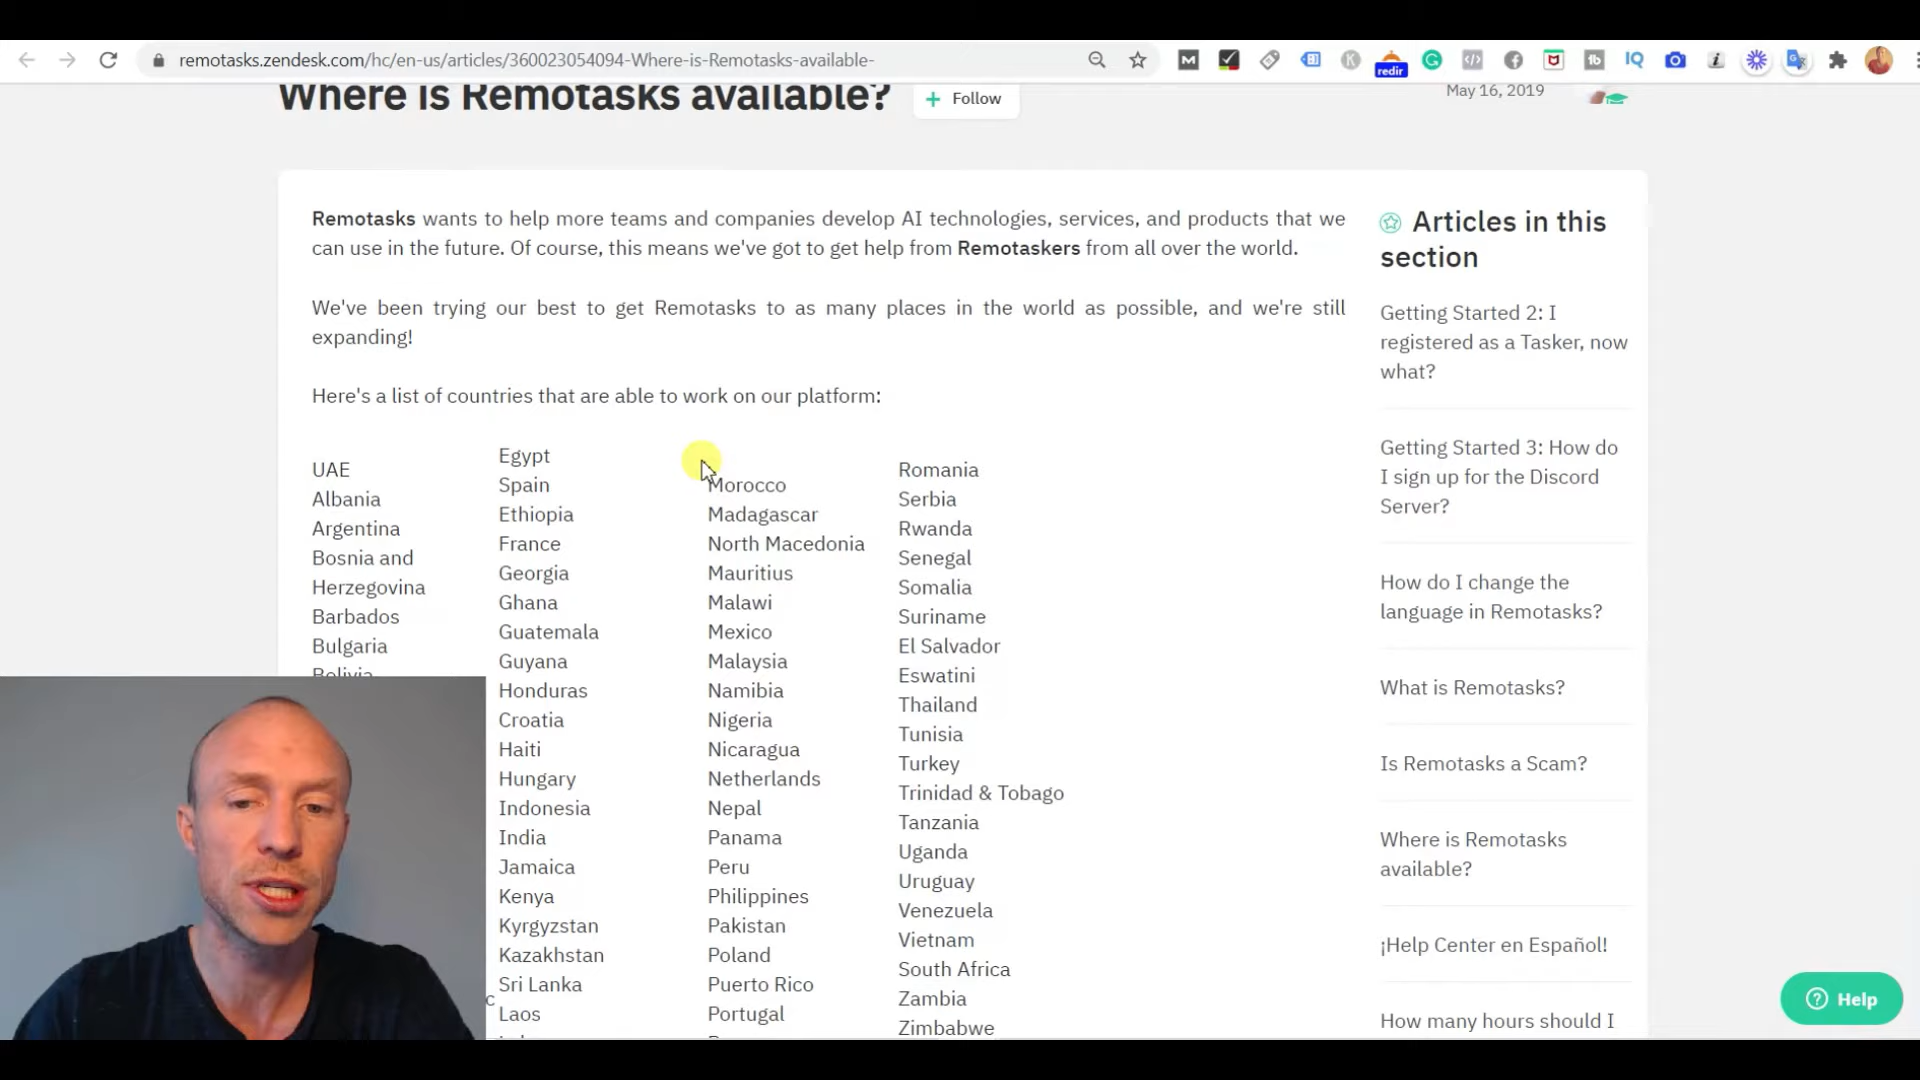 remotasks.zendesk.com/hc/en-us/articles/360023054094-Where-is-Remotasks-available-
redir
Where is Remotasks available?
+ Follow
May 16, 2019
Remotasks wants to help more teams and companies develop AI technologies, services, and products that we
can use in the future. Of course, this means we've got to get help from Remotaskers from all over the world.
We've been trying our best to get Remotasks to as many places in the world as possible, and we're still
expanding!
Here's a list of countries that are able to work on our platform:
UAE
Albania
Argentina
Bosnia and
Herzegovina
Barbados
Bulgaria
Bolivia
Egypt
Spain
Ethiopia
France
Georgia
Ghana
Guatemala
Guyana
Honduras
Croatia
Haiti
Hungary
Indonesia
India
Jamaica
Kenya
Kyrgyzstan
Kazakhstan
Sri Lanka
Laos
Morocco
Madagascar
North Macedonia
Mauritius
Malawi
Mexico
Malaysia
Namibia
Nigeria
Nicaragua
Netherlands
Nepal
Panama
Peru
Philippines
Pakistan
Poland
Puerto Rico
Portugal
Romania
Serbia
Rwanda
Senegal
Somalia
Suriname
El Salvador
Eswatini
Thailand
Tunisia
Turkey
Trinidad & Tobago
Tanzania
Uganda
Uruguay
Venezuela
Vietnam
South Africa
Zambia
Zimbabwe
Articles in this
section
Getting Started 2: I
registered as a Tasker, now
what?
Getting Started 3: How do
I sign up for the Discord
Server?
How do I change the
language in Remotasks?
What is Remotasks?
Is Remotasks a Scam?
Where is Remotasks
available?
¡Help Center en Español!
How many hours should I
Help